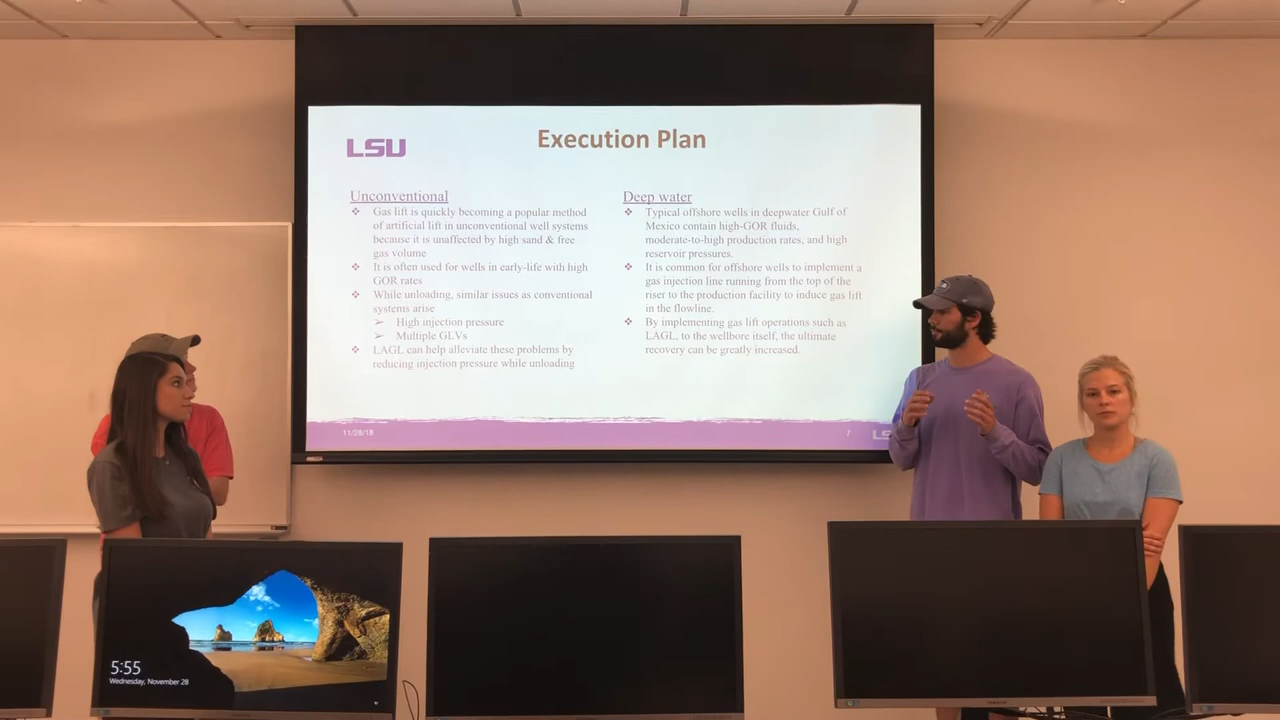 LSU
Execution Plan
Unconventional
❖ Gas lift is quickly becoming a popular method
of artificial lift in unconventional well systems
because it is unaffected by high sand & free
gas volume
❖ It is often used for wells in early-life with high
GOR rates
❖ While unloading, similar issues as conventional
systems arise
➢ High injection pressure
➢ Multiple GLVs
❖ LAGL can help alleviate these problems by
reducing injection pressure while unloading
Deep water
❖ Typical offshore wells in deepwater Gulf of
Mexico contain high-GOR fluids,
moderate-to-high production rates, and high
reservoir pressures.
❖ It is common for offshore wells to implement a
gas injection line running from the top of the
riser to the production facility to induce gas lift
in the flowline.
❖ By implementing gas lift operations such as
LAGL, to the wellbore itself, the ultimate
recovery can be greatly increased.
11/28/18
7
LS
5:55
Wednesday, November 28